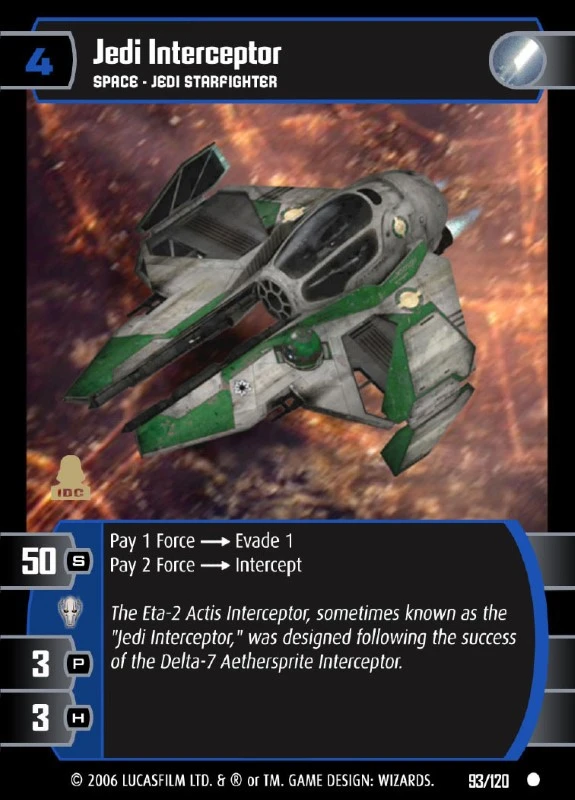 4
Jedi Interceptor
SPACE - JEDI STARFIGHTER
IDC
50 S
Pay 1 Force → Evade 1
Pay 2 Force → Intercept
The Eta-2 Actis Interceptor, sometimes known as the
"Jedi Interceptor," was designed following the success
of the Delta-7 Aethersprite Interceptor.
3 P
3 H
© 2006 LUCASFILM LTD. & ® or TM. GAME DESIGN: WIZARDS. 93/120